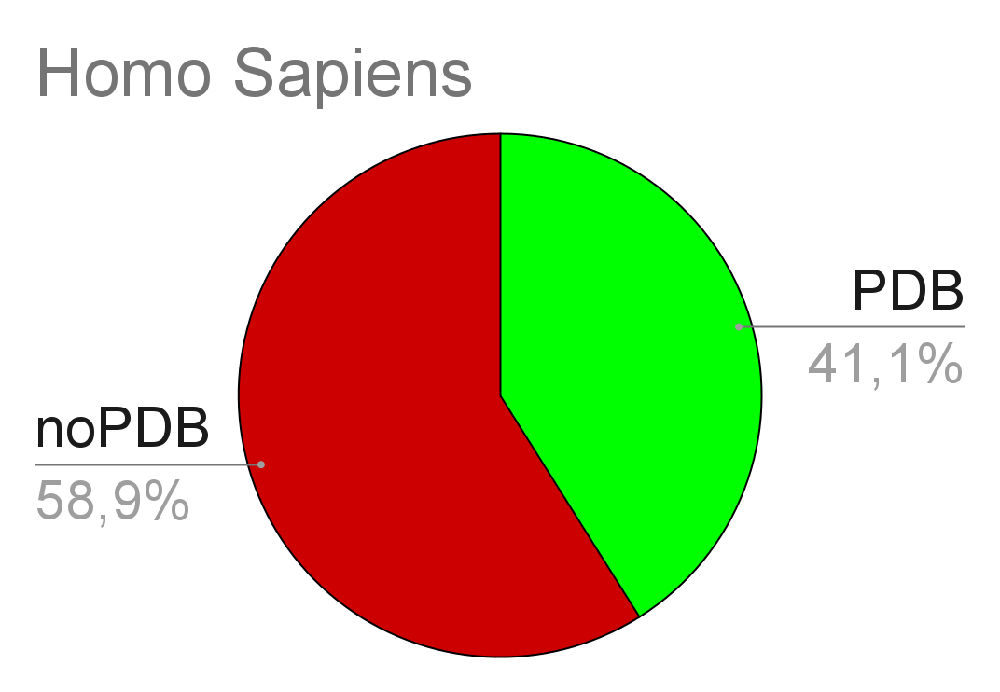 Homo Sapiens
PDB
41,1%
noPDB
58,9%